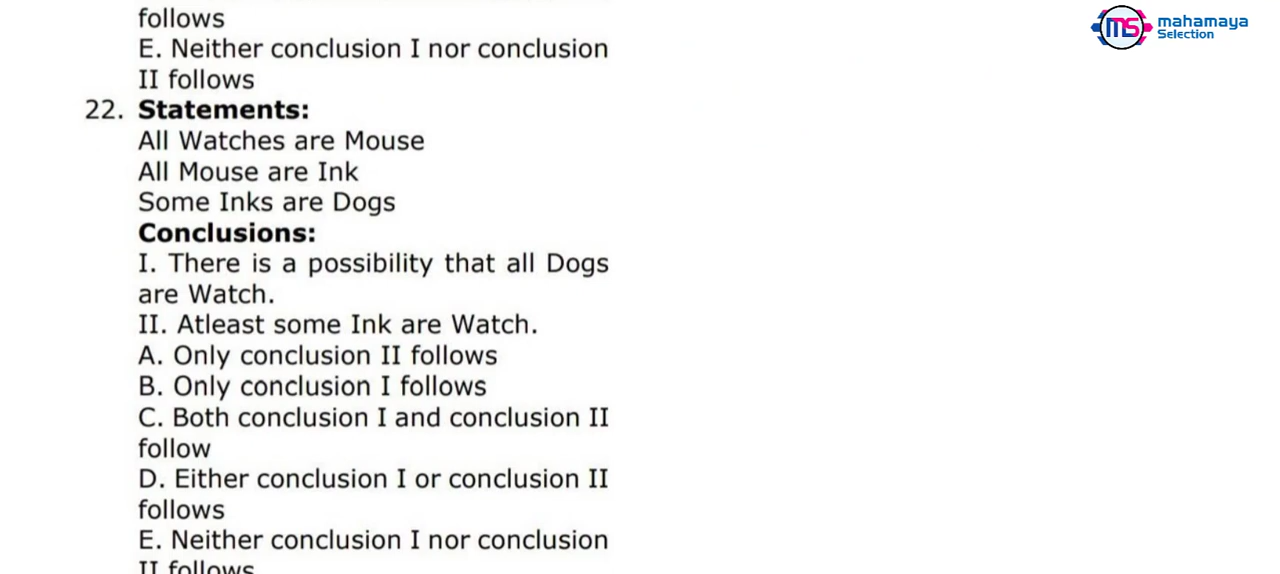 follows
E. Neither conclusion I nor conclusion
II follows
22. Statements:
All Watches are Mouse
All Mouse are Ink
Some Inks are Dogs
Conclusions:
I. There is a possibility that all Dogs
are Watch.
II. Atleast some Ink are Watch.
A. Only conclusion II follows
B. Only conclusion I follows
C. Both conclusion I and conclusion II
follow
D. Either conclusion I or conclusion II
follows
E. Neither conclusion I nor conclusion
II follows
MS mahamaya
Selection